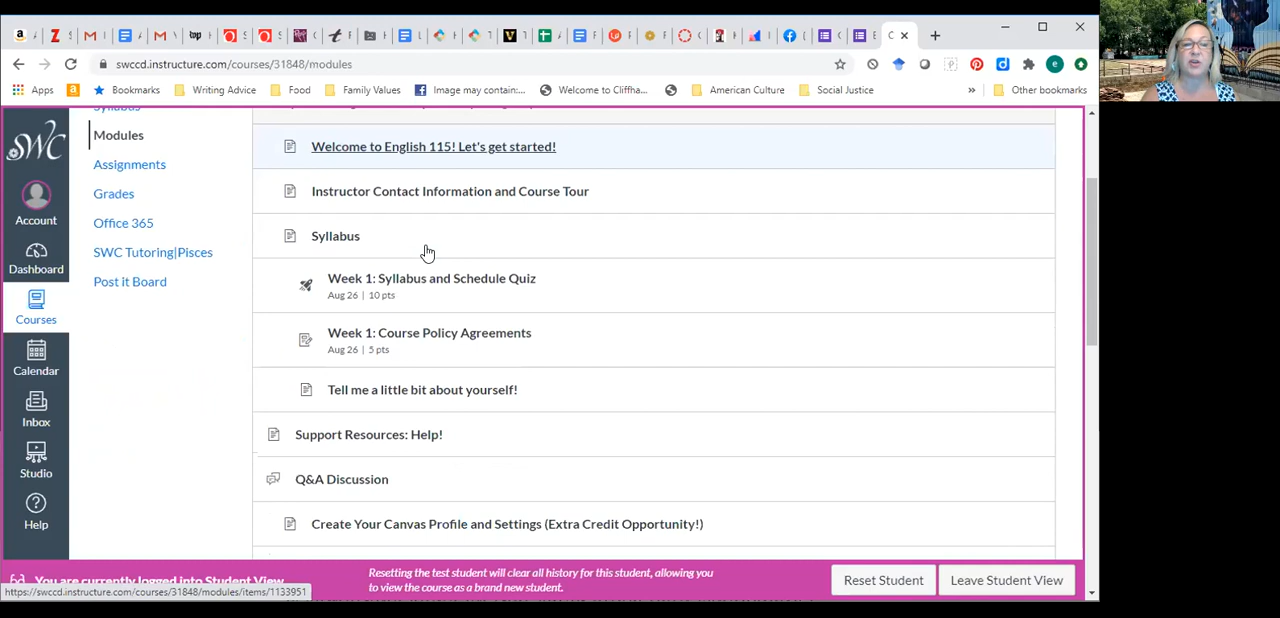 swccd.instructure.com/courses/31848/modules
Apps
Bookmarks
Writing Advice
Food
Family Values
Image may contain:...
Welcome to Cliffha...
American Culture
Social Justice
»
Other bookmarks
SWC
Account
Dashboard
Courses
Calendar
Inbox
Studio
Help
Syllabus
Modules
Assignments
Grades
Office 365
SWC Tutoring|Pisces
Post it Board
Welcome to English 115! Let's get started!
Instructor Contact Information and Course Tour
Syllabus
Week 1: Syllabus and Schedule Quiz
Aug 26 | 10 pts
Week 1: Course Policy Agreements
Aug 26 | 5 pts
Tell me a little bit about yourself!
Support Resources: Help!
Q&A Discussion
Create Your Canvas Profile and Settings (Extra Credit Opportunity!)
You are currently logged into Student View
Resetting the test student will clear all history for this student, allowing you
to view the course as a brand new student.
Reset Student
Leave Student View
https://swccd.instructure.com/courses/31848/modules/items/1133951